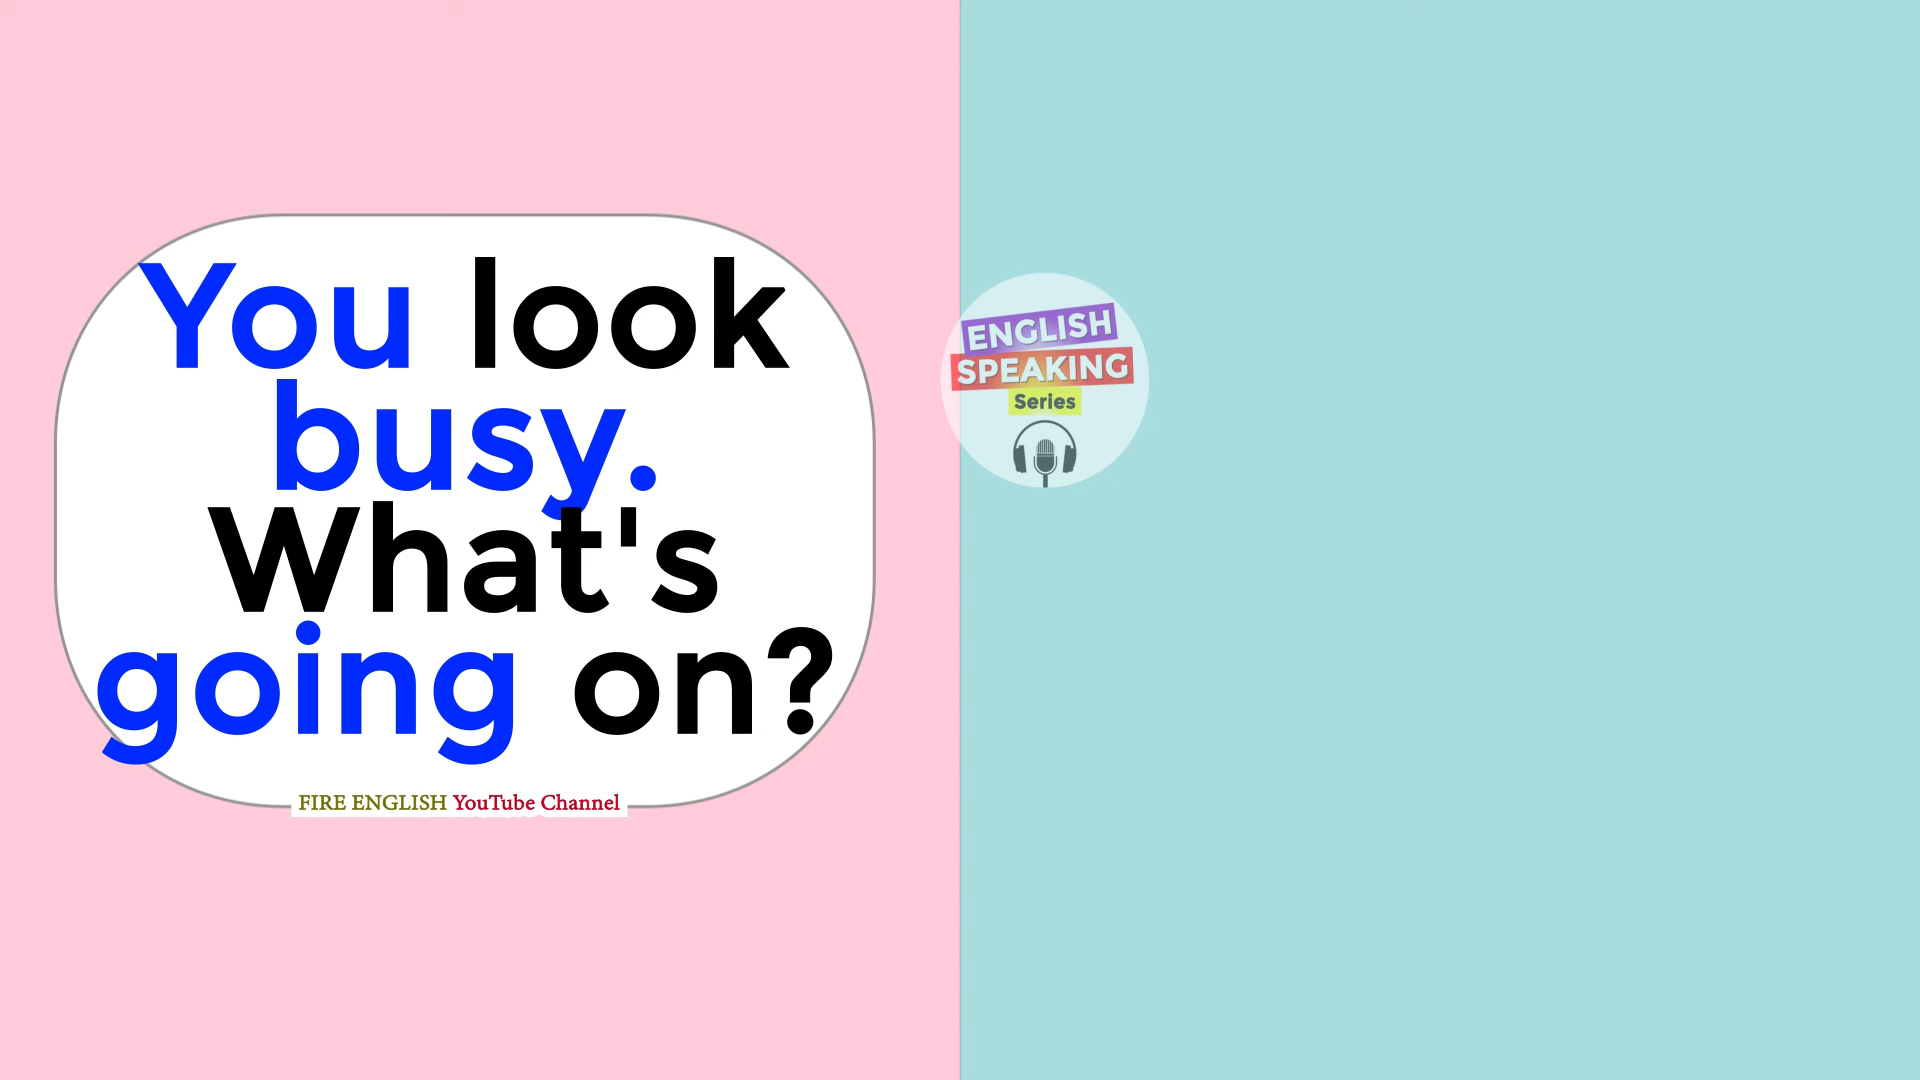 You look
busy.
What's
going on?
FIRE ENGLISH YouTube Channel
ENGLISH
SPEAKING
Series